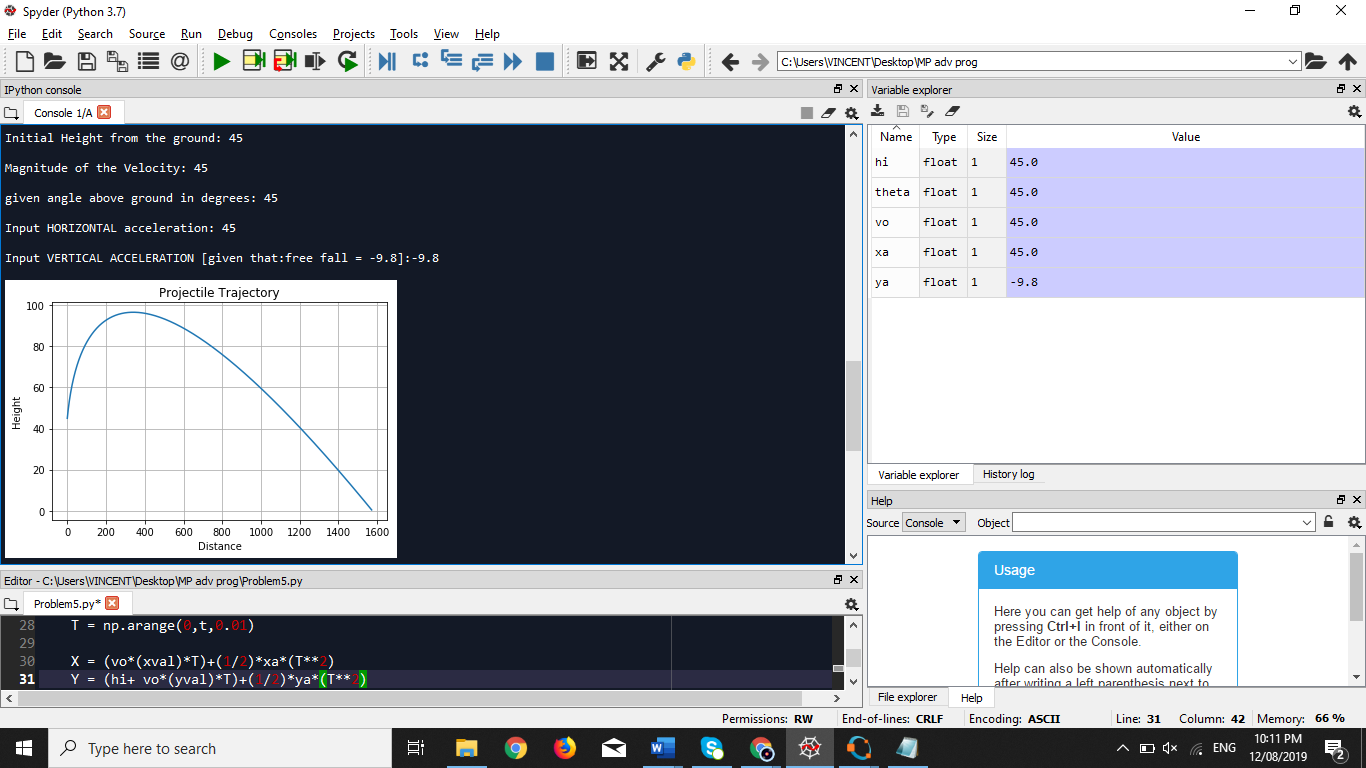 Spyder (Python 3.7)
File Edit Search Source Run Debug Consoles Projects Tools View Help
C:\Users\VINCENT\Desktop\MP adv prog
IPython console
Console 1/A
Initial Height from the ground: 45
Magnitude of the Velocity: 45
given angle above ground in degrees: 45
Input HORIZONTAL acceleration: 45
Input VERTICAL ACCELERATION [given that:free fall = -9.8]:-9.8
Projectile Trajectory
100
80
60
40
20
0
Height
0 200 400 600 800 1000 1200 1400 1600
Distance
Editor - C:\Users\VINCENT\Desktop\MP adv prog\Problem5.py
Problem5.py*
28 T = np.arange(0,t,0.01)
29
30 X = (vo*(xval)*T)+(1/2)*xa*(T**2)
31 Y = (hi+ vo*(yval)*T)+(1/2)*ya*(T**2)
Variable explorer
Name Type Size Value
hi float 1 45.0
theta float 1 45.0
vo float 1 45.0
xa float 1 45.0
ya float 1 -9.8
Variable explorer History log
Help
Source Console Object
Usage
Here you can get help of any object by
pressing Ctrl+I in front of it, either on
the Editor or the Console.
Help can also be shown automatically
after writing a left parenthesis next to
File explorer Help
Permissions: RW End-of-lines: CRLF Encoding: ASCII Line: 31 Column: 42 Memory: 66 %
Type here to search
ENG
10:11 PM
12/08/2019
2